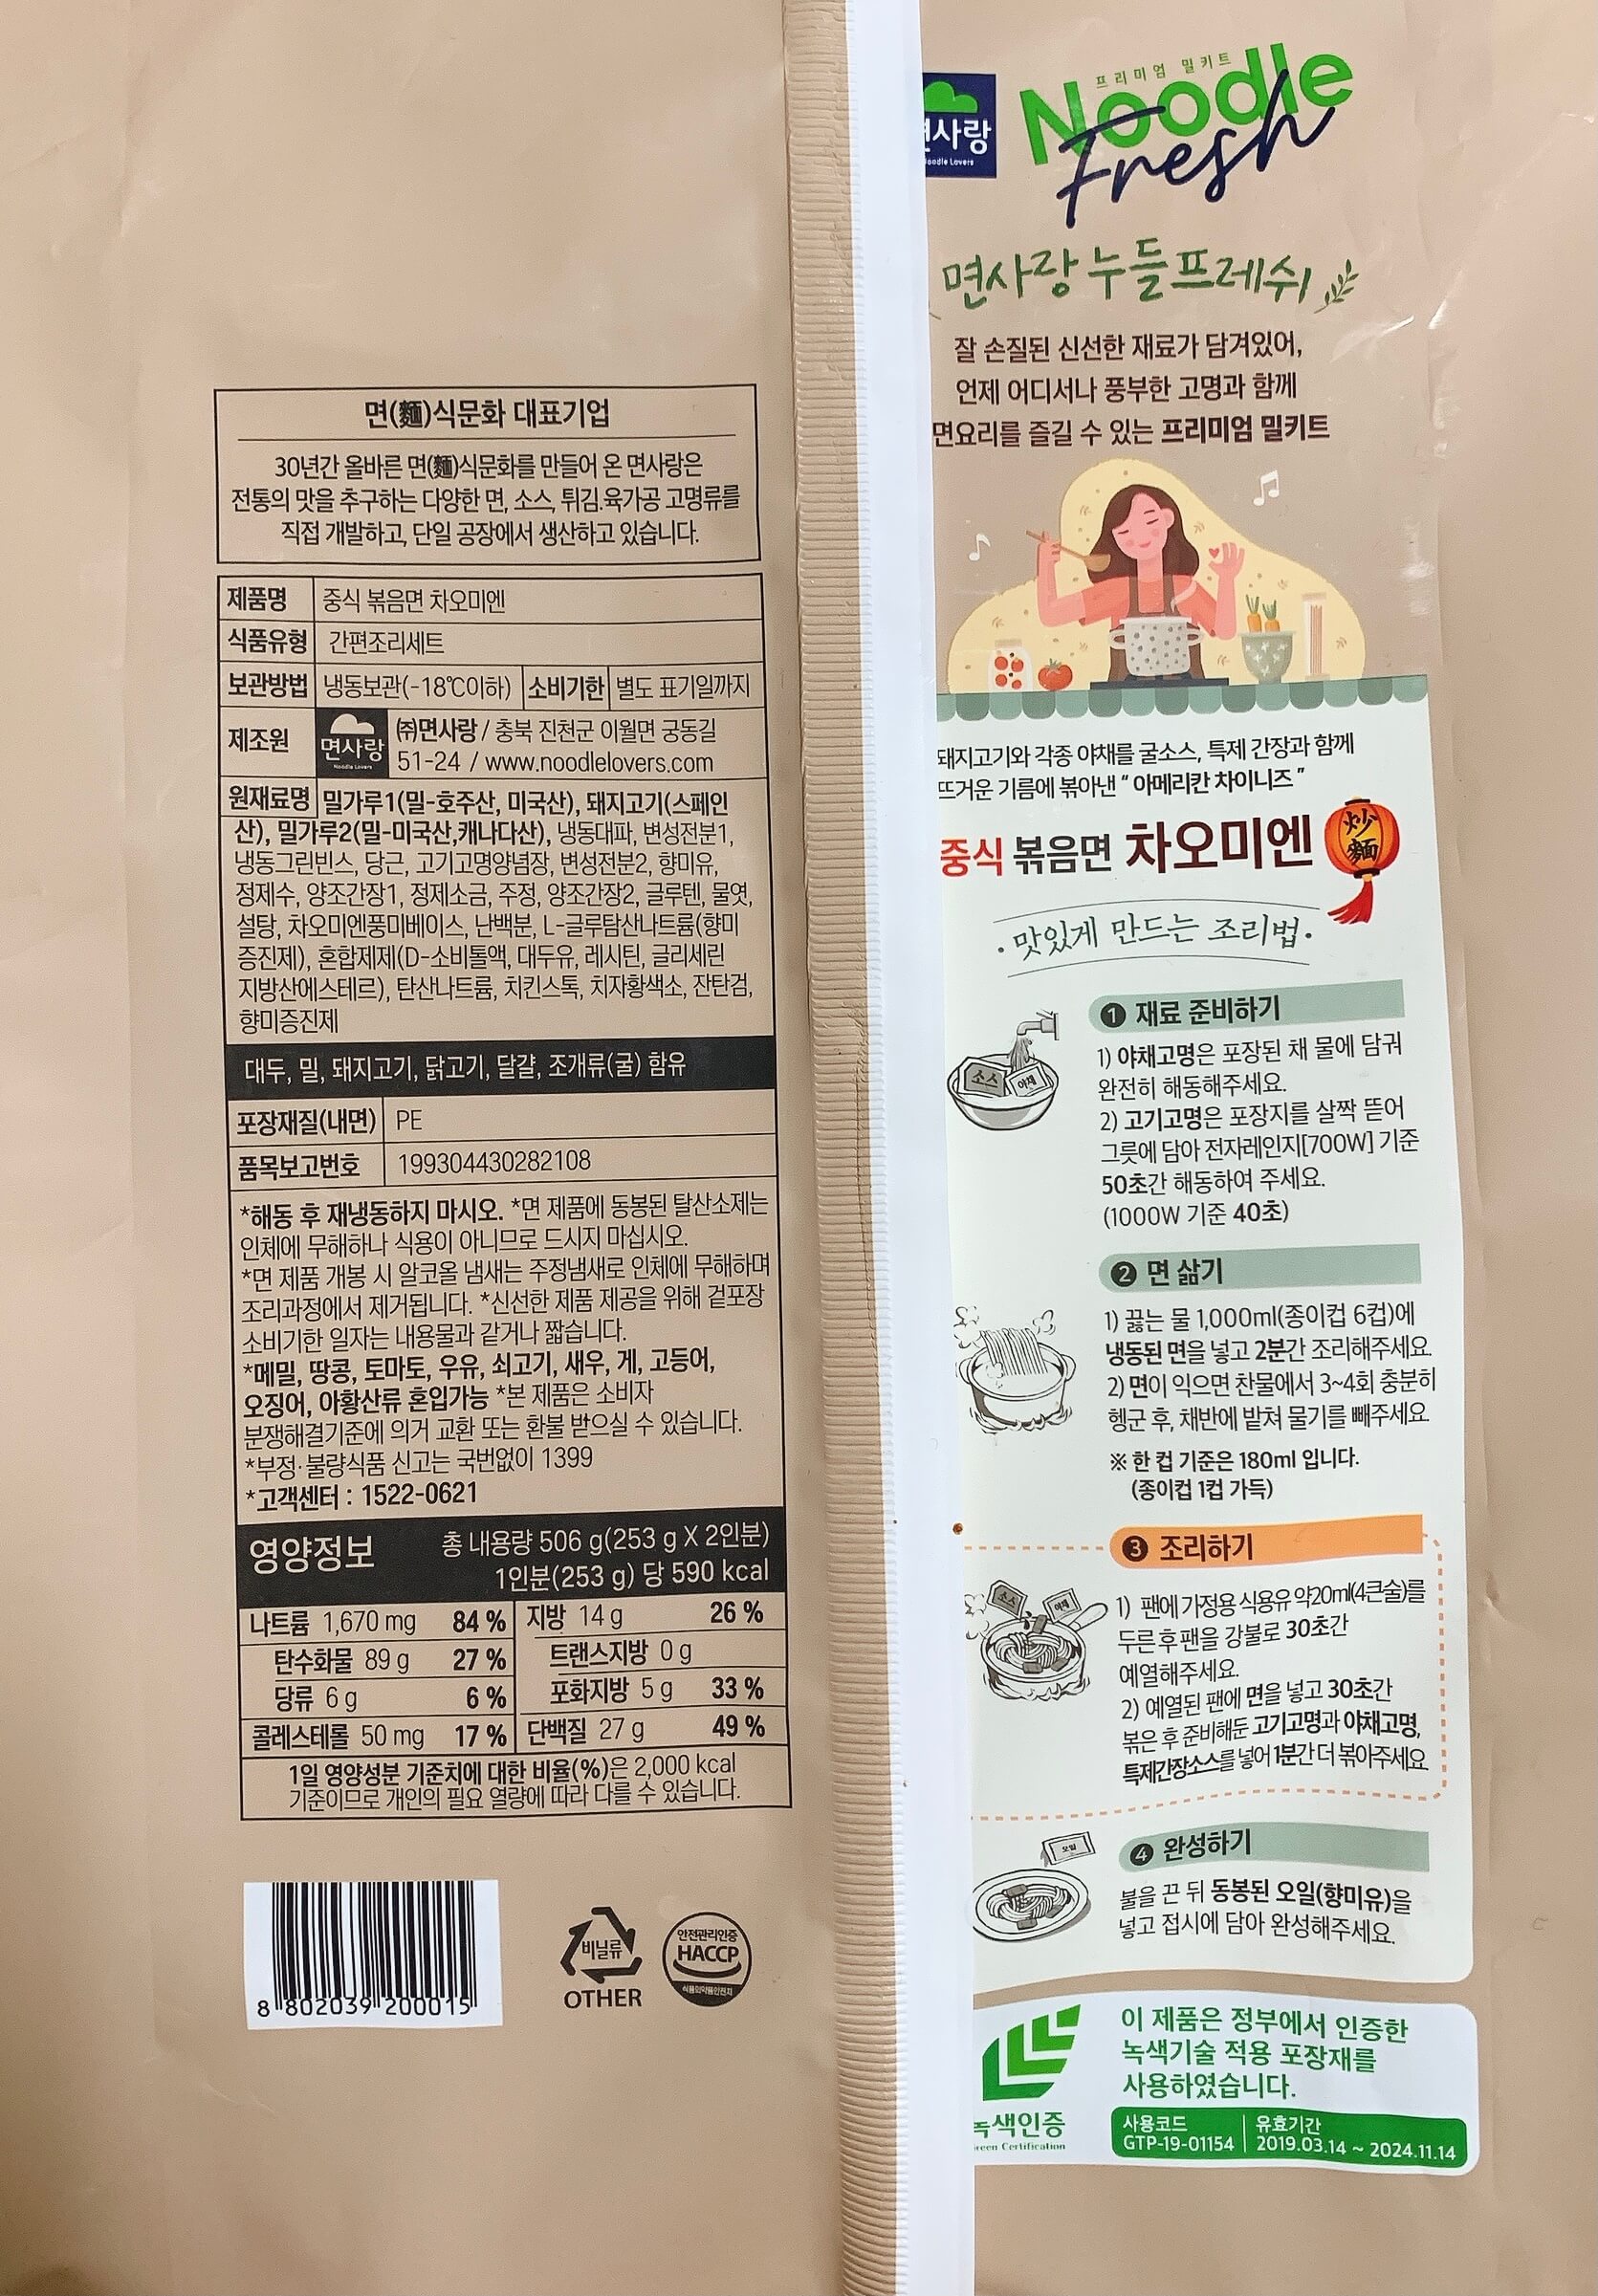 면(麵)식문화 대표기업
30년간 올바른 면(麵)식문화를 만들어 온 면사랑은
전통의 맛을 추구하는 다양한 면, 소스, 튀김.육가공 고명류를
직접 개발하고, 단일 공장에서 생산하고 있습니다.
제품명 중식 볶음면 차오미엔
식품유형 간편조리세트
보관방법 냉동보관(-18℃이하) 소비기한 별도 표기일까지
제조원 면사랑 Noodle Lovers ㈜면사랑 / 충북 진천군 이월면 궁동길
51-24 / www.noodlelovers.com
원재료명 밀가루1(밀-호주산, 미국산), 돼지고기(스페인
산), 밀가루2(밀-미국산,캐나다산), 냉동대파, 변성전분1,
냉동그린빈스, 당근, 고기고명양념장, 변성전분2, 향미유,
정제수, 양조간장1, 정제소금, 주정, 양조간장2, 글루텐, 물엿,
설탕, 차오미엔풍미베이스, 난백분, L-글루탐산나트륨(향미
증진제), 혼합제제(D-소비톨액, 대두유, 레시틴, 글리세린
지방산에스테르), 탄산나트륨, 치킨스톡, 치자황색소, 잔탄검,
향미증진제
대두, 밀, 돼지고기, 닭고기, 달걀, 조개류(굴) 함유
포장재질(내면) PE
품목보고번호 199304430282108
*해동 후 재냉동하지 마시오. *면 제품에 동봉된 탈산소제는
인체에 무해하나 식용이 아니므로 드시지 마십시오.
*면 제품 개봉 시 알코올 냄새는 주정냄새로 인체에 무해하며
조리과정에서 제거됩니다. *신선한 제품 제공을 위해 겉포장
소비기한 일자는 내용물과 같거나 짧습니다.
*메밀, 땅콩, 토마토, 우유, 쇠고기, 새우, 게, 고등어,
오징어, 아황산류 혼입가능 *본 제품은 소비자
분쟁해결기준에 의거 교환 또는 환불 받으실 수 있습니다.
*부정·불량식품 신고는 국번없이 1399
*고객센터 : 1522-0621
영양정보 총 내용량 506 g(253 g X 2인분)
1인분(253 g) 당 590 kcal
나트륨 1,670 mg 84 % 지방 14 g 26 %
탄수화물 89 g 27 % 트랜스지방 0 g
당류 6 g 6 % 포화지방 5 g 33 %
콜레스테롤 50 mg 17 % 단백질 27 g 49 %
1일 영양성분 기준치에 대한 비율(%)은 2,000 kcal
기준이므로 개인의 필요 열량에 따라 다를 수 있습니다.
8 802039 200015
비닐류
OTHER
안전관리인증
HACCP
식품의약품안전처
프리미엄 밀키트
Noodle
Fresh
면사랑
Noodle Lovers
면사랑 누들프레쉬
잘 손질된 신선한 재료가 담겨있어,
언제 어디서나 풍부한 고명과 함께
면요리를 즐길 수 있는 프리미엄 밀키트
돼지고기와 각종 야채를 굴소스, 특제 간장과 함께
뜨거운 기름에 볶아낸 “ 아메리칸 차이니즈 ”
중식 볶음면 차오미엔
炒
麵
· 맛있게 만드는 조리법 ·
소스 야채
1 재료 준비하기
1) 야채고명은 포장된 채 물에 담궈
완전히 해동해주세요.
2) 고기고명은 포장지를 살짝 뜯어
그릇에 담아 전자레인지[700W] 기준
50초간 해동하여 주세요.
(1000W 기준 40초)
2 면 삶기
1) 끓는 물 1,000ml(종이컵 6컵)에
냉동된 면을 넣고 2분간 조리해주세요.
2) 면이 익으면 찬물에서 3~4회 충분히
헹군 후, 채반에 밭쳐 물기를 빼주세요.
※ 한 컵 기준은 180ml 입니다.
(종이컵 1컵 가득)
3 조리하기
소스 야채
1) 팬에 가정용 식용유 약20ml(4큰술)를
두른 후 팬을 강불로 30초간
예열해주세요.
2) 예열된 팬에 면을 넣고 30초간
볶은 후 준비해둔 고기고명과 야채고명,
특제간장소스를 넣어 1분간 더 볶아주세요.
4 완성하기
오일
불을 끈 뒤 동봉된 오일(향미유)을
넣고 접시에 담아 완성해주세요.
이 제품은 정부에서 인증한
녹색기술 적용 포장재를
사용하였습니다.
녹색인증
Green Certification
사용코드 유효기간
GTP-19-01154 2019.03.14 ~ 2024.11.14